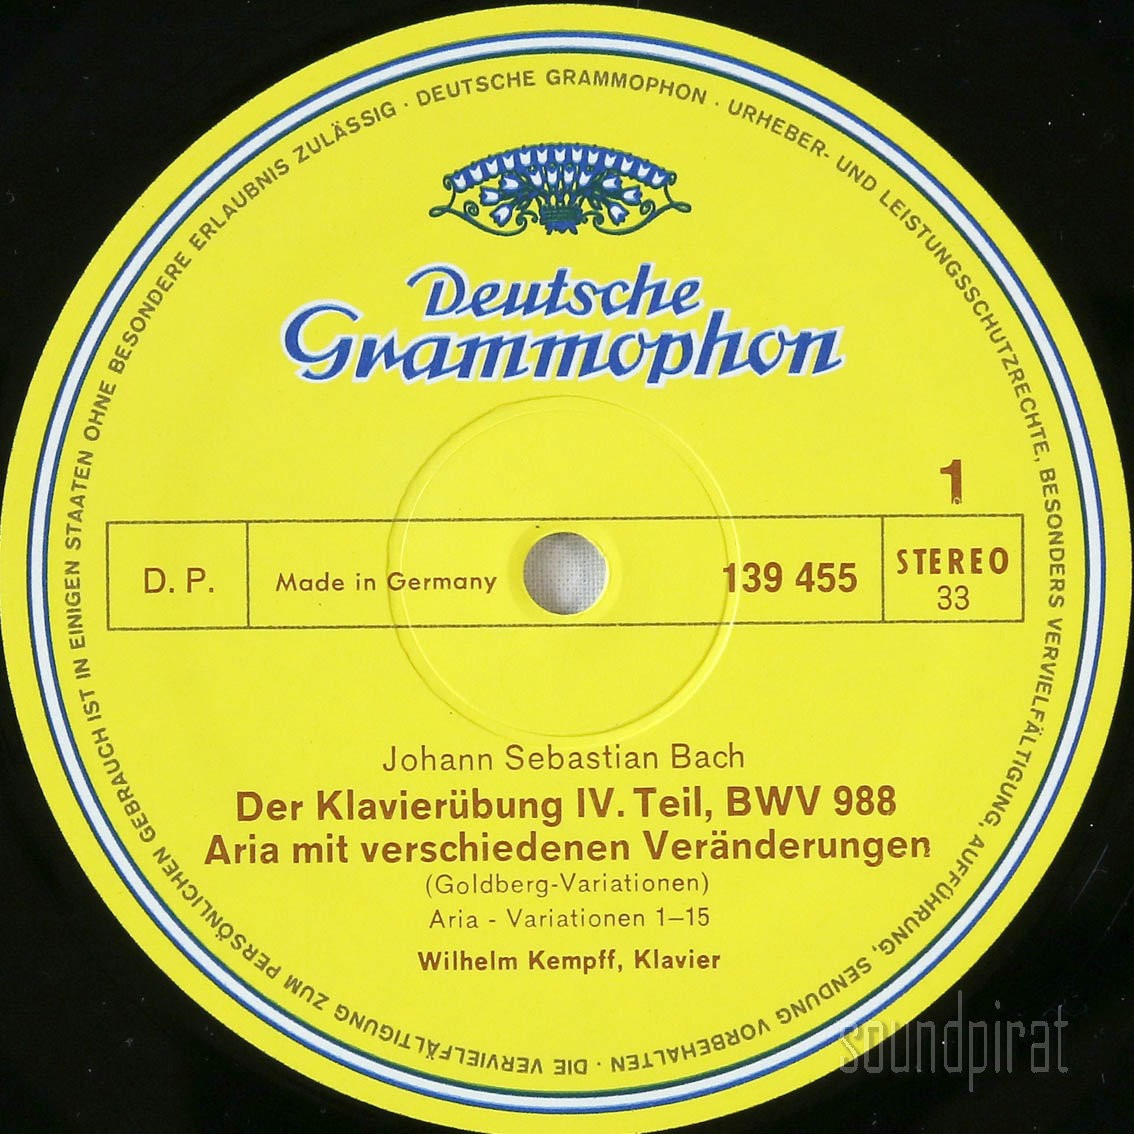 DEUTSCHE GRAMMOPHON · URHEBER- UND LEISTUNGSSCHUTZRECHTE, BESONDERS VERVIELFÄLTIGUNG, AUFFÜHRUNG, SENDUNG VORBEHALTEN · DIE VERVIELFÄLTIGUNG ZUM PERSÖNLICHEN GEBRAUCH IST IN EINIGEN STAATEN OHNE BESONDERE ERLAUBNIS ZULÄSSIG ·
Deutsche
Grammophon
1
D. P.
Made in Germany
139 455
STEREO
33
Johann Sebastian Bach
Der Klavierübung IV. Teil, BWV 988
Aria mit verschiedenen Veränderungen
(Goldberg-Variationen)
Aria - Variationen 1–15
Wilhelm Kempff, Klavier
soundpirat